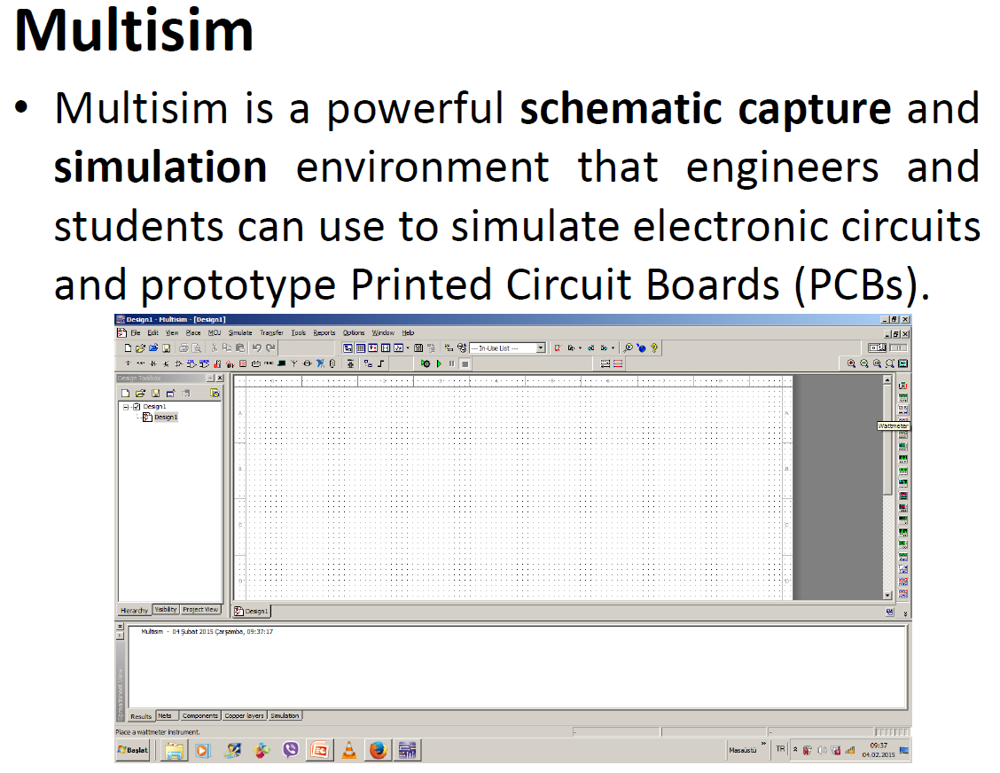 Multisim
• Multisim is a powerful schematic capture and
simulation environment that engineers and
students can use to simulate electronic circuits
and prototype Printed Circuit Boards (PCBs).
Design1 - Multisim - [Design1]
File Edit View Place MCU Simulate Transfer Tools Reports Options Window Help
--- In-Use List ---
Design Toolbox
Design1
Design1
Wattmeter
Hierarchy Visibility Project View
Design1
Multisim - 04 Şubat 2015 Çarşamba, 09:37:17
Spreadsheet View
Results Nets Components Copper layers Simulation
Place a wattmeter instrument.
Başlat
Masaüstü
TR
09:37
04.02.2015